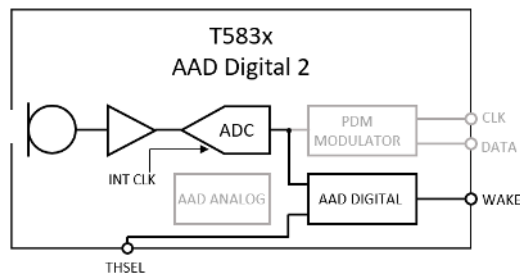 T583x
AAD Digital 2
ADC
PDM
MODULATOR
CLK
DATA
INT CLK
AAD ANALOG
AAD DIGITAL
WAKE
THSEL